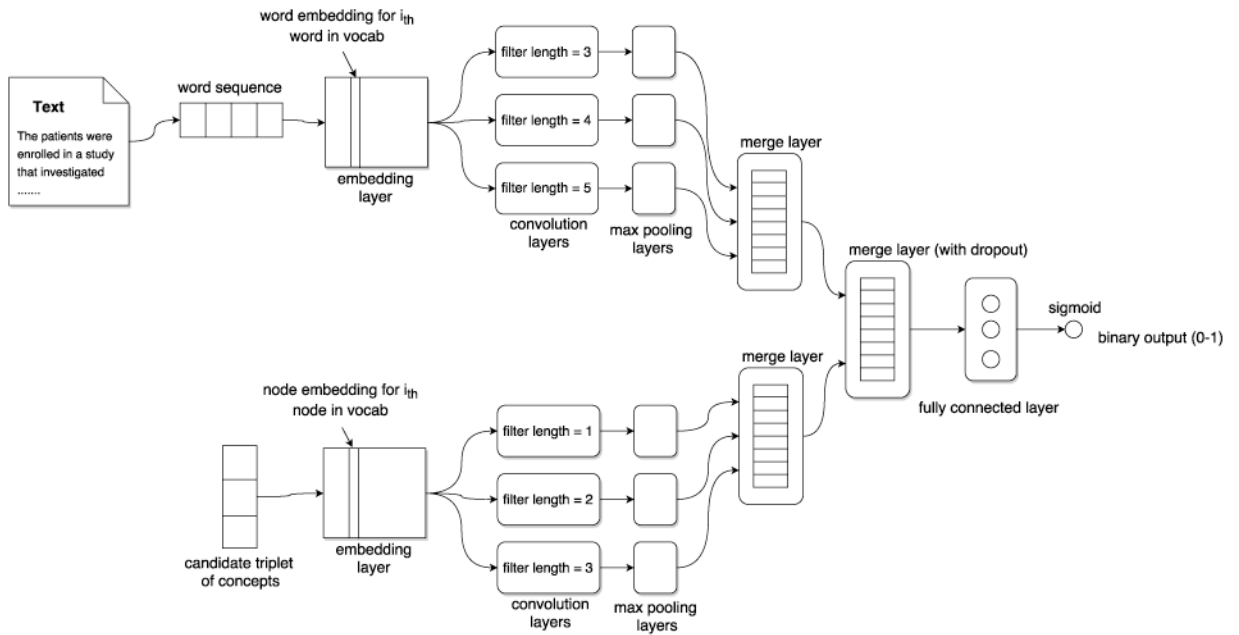 word embedding for ith
word in vocab
Text
The patients were
enrolled in a study
that investigated
.......
word sequence
embedding
layer
filter length = 3
filter length = 4
filter length = 5
convolution
layers
max pooling
layers
merge layer
merge layer (with dropout)
sigmoid
binary output (0-1)
fully connected layer
node embedding for ith
node in vocab
candidate triplet
of concepts
embedding
layer
filter length = 1
filter length = 2
filter length = 3
convolution
layers
max pooling
layers
merge layer